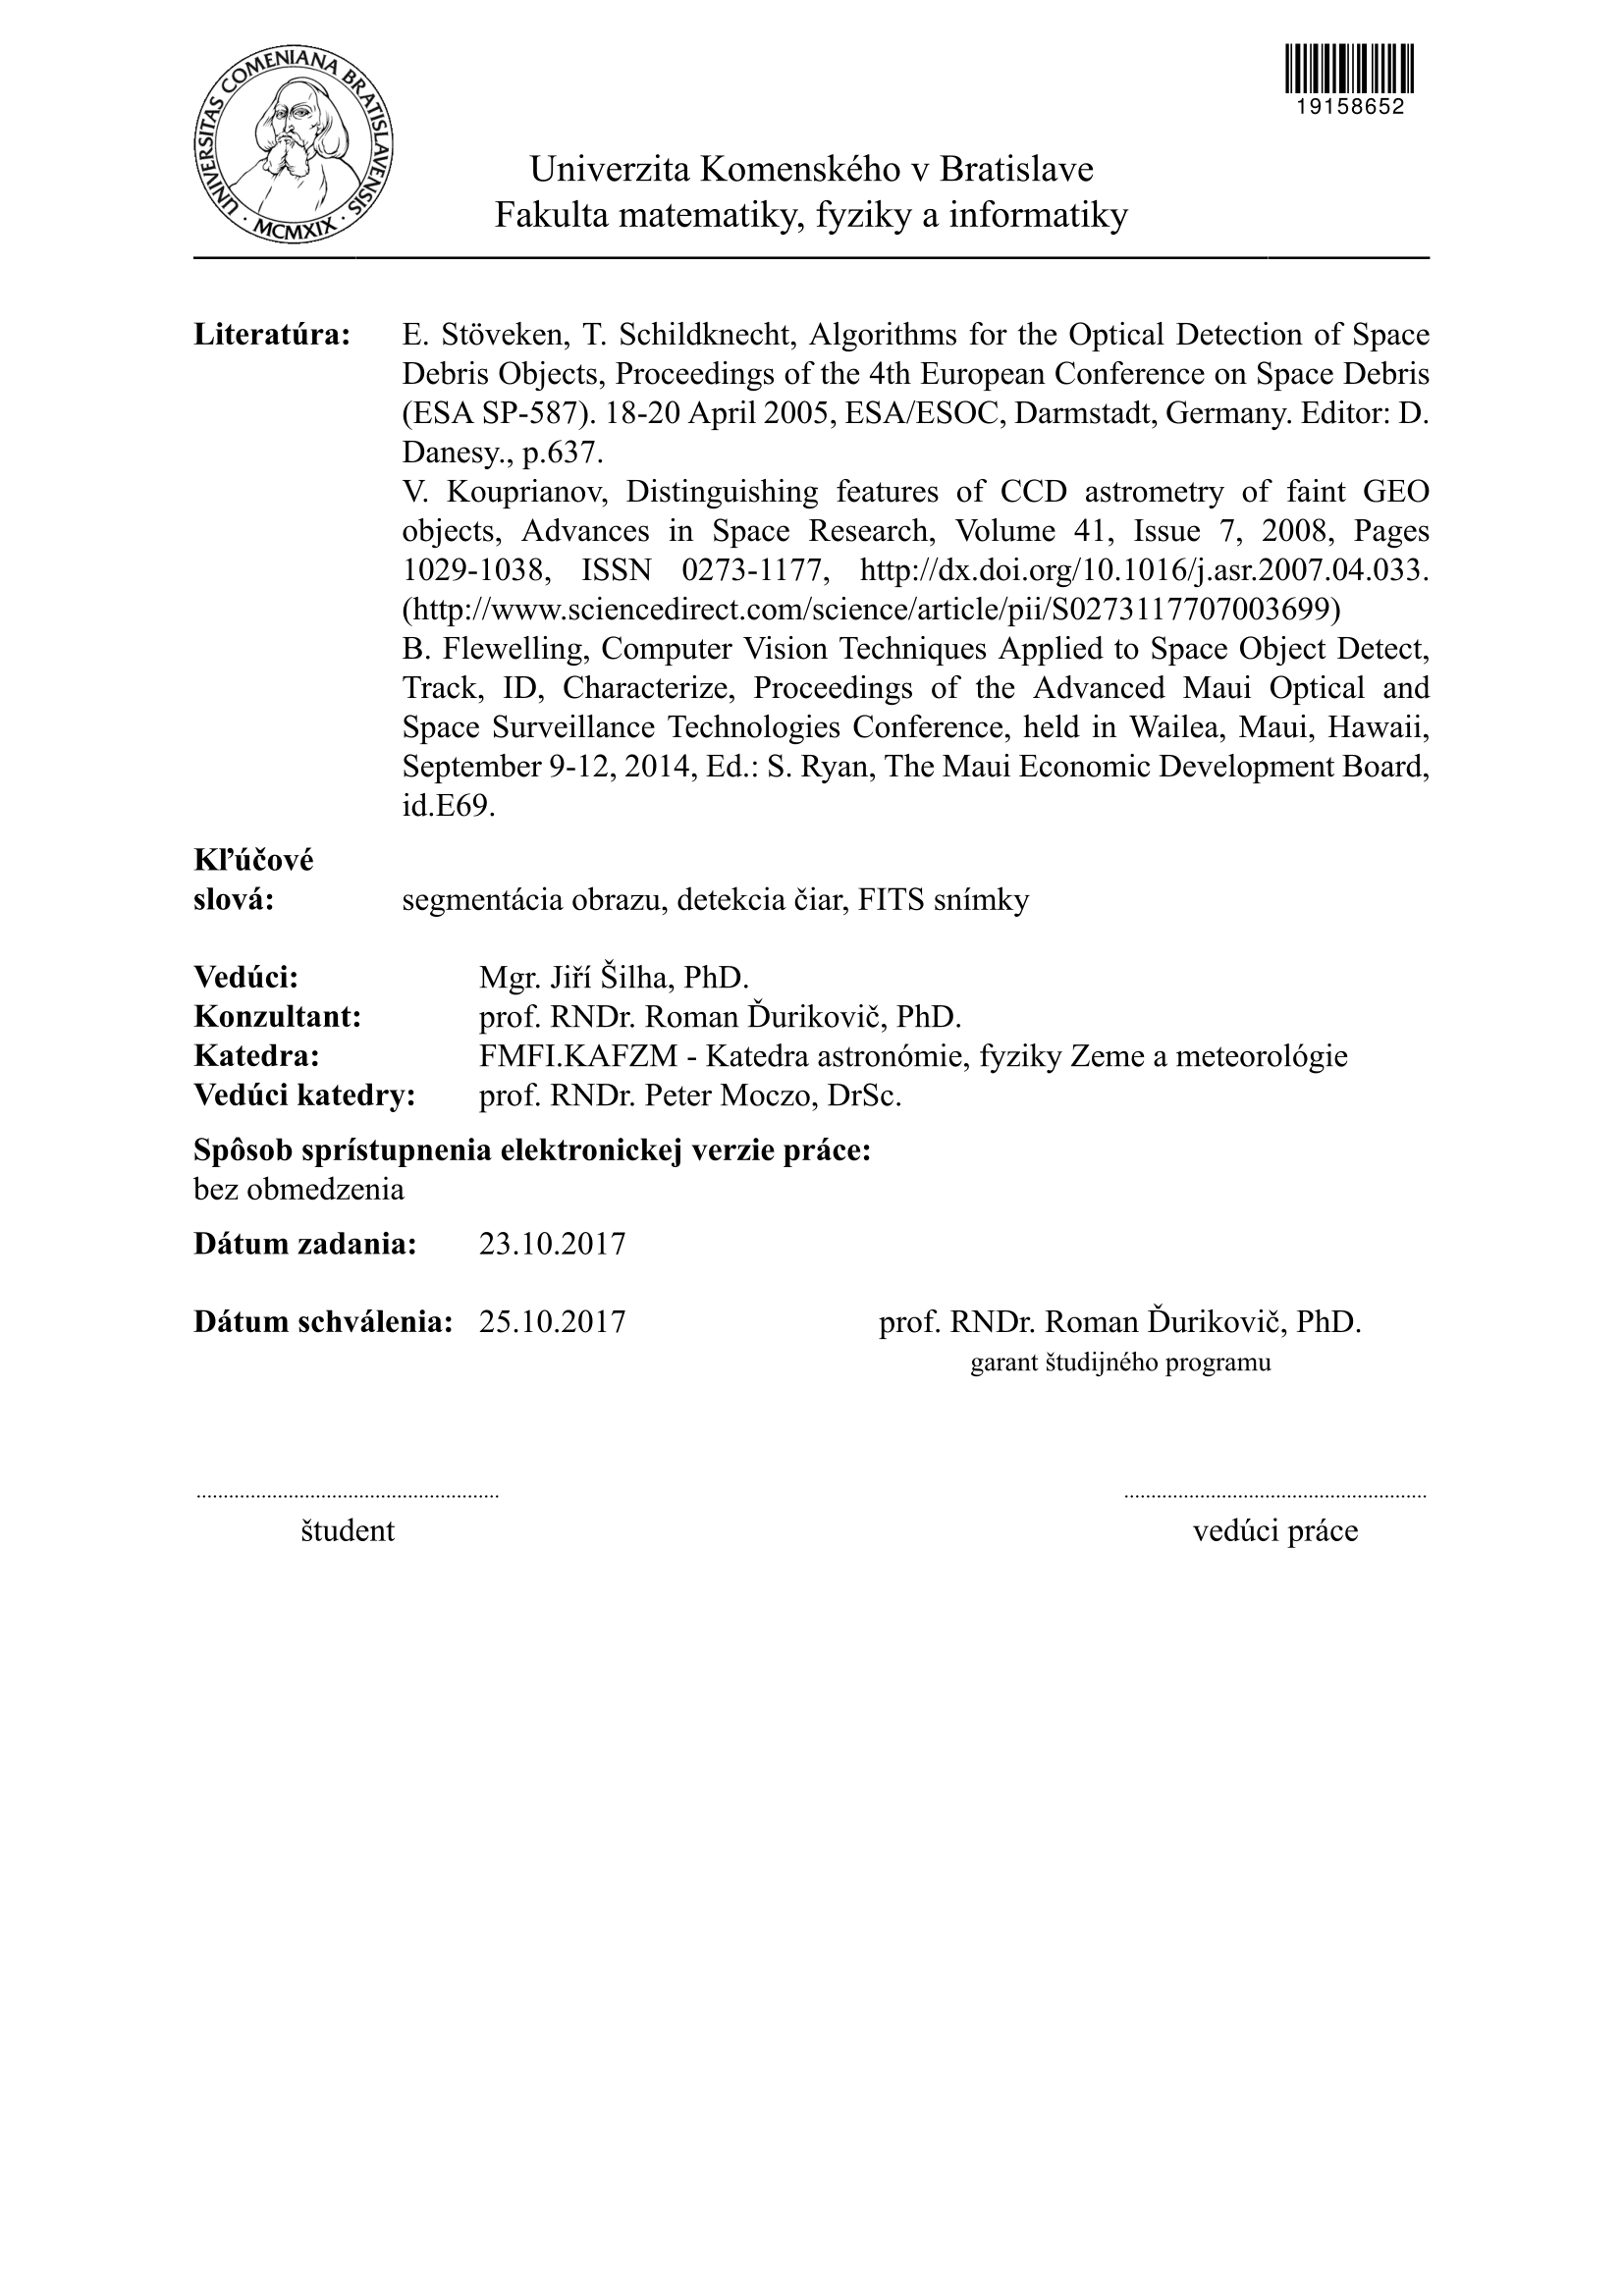 UNIVERSITAS COMENIANA BRATISLAVENSIS
· MCMXIX ·
19158652
Univerzita Komenského v Bratislave
Fakulta matematiky, fyziky a informatiky
Literatúra: E. Stöveken, T. Schildknecht, Algorithms for the Optical Detection of Space
Debris Objects, Proceedings of the 4th European Conference on Space Debris
(ESA SP-587). 18-20 April 2005, ESA/ESOC, Darmstadt, Germany. Editor: D.
Danesy., p.637.
V. Kouprianov, Distinguishing features of CCD astrometry of faint GEO
objects, Advances in Space Research, Volume 41, Issue 7, 2008, Pages
1029-1038, ISSN 0273-1177, http://dx.doi.org/10.1016/j.asr.2007.04.033.
(http://www.sciencedirect.com/science/article/pii/S0273117707003699)
B. Flewelling, Computer Vision Techniques Applied to Space Object Detect,
Track, ID, Characterize, Proceedings of the Advanced Maui Optical and
Space Surveillance Technologies Conference, held in Wailea, Maui, Hawaii,
September 9-12, 2014, Ed.: S. Ryan, The Maui Economic Development Board,
id.E69.
Kľúčové
slová: segmentácia obrazu, detekcia čiar, FITS snímky
Vedúci: Mgr. Jiří Šilha, PhD.
Konzultant: prof. RNDr. Roman Ďurikovič, PhD.
Katedra: FMFI.KAFZM - Katedra astronómie, fyziky Zeme a meteorológie
Vedúci katedry: prof. RNDr. Peter Moczo, DrSc.
Spôsob sprístupnenia elektronickej verzie práce:
bez obmedzenia
Dátum zadania: 23.10.2017
Dátum schválenia: 25.10.2017 prof. RNDr. Roman Ďurikovič, PhD.
garant študijného programu
študent vedúci práce